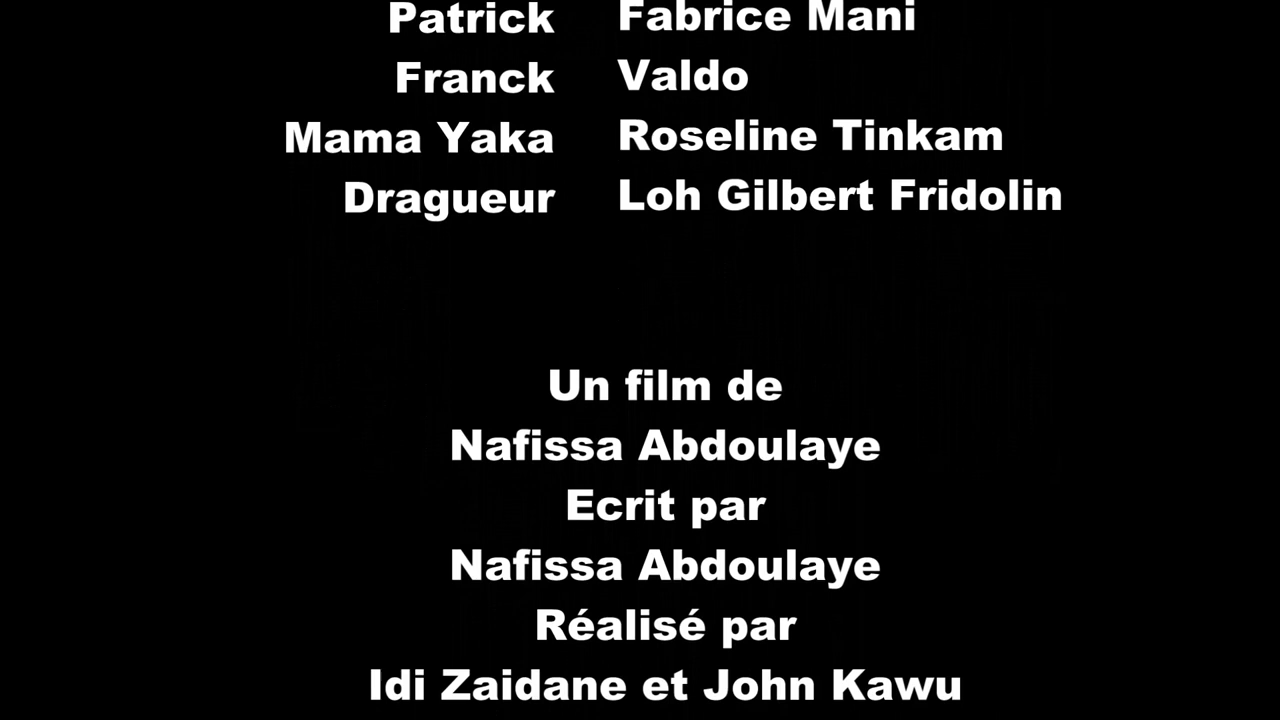 Patrick Fabrice Mani
Franck Valdo
Mama Yaka Roseline Tinkam
Dragueur Loh Gilbert Fridolin
Un film de
Nafissa Abdoulaye
Ecrit par
Nafissa Abdoulaye
Réalisé par
Idi Zaidane et John Kawu